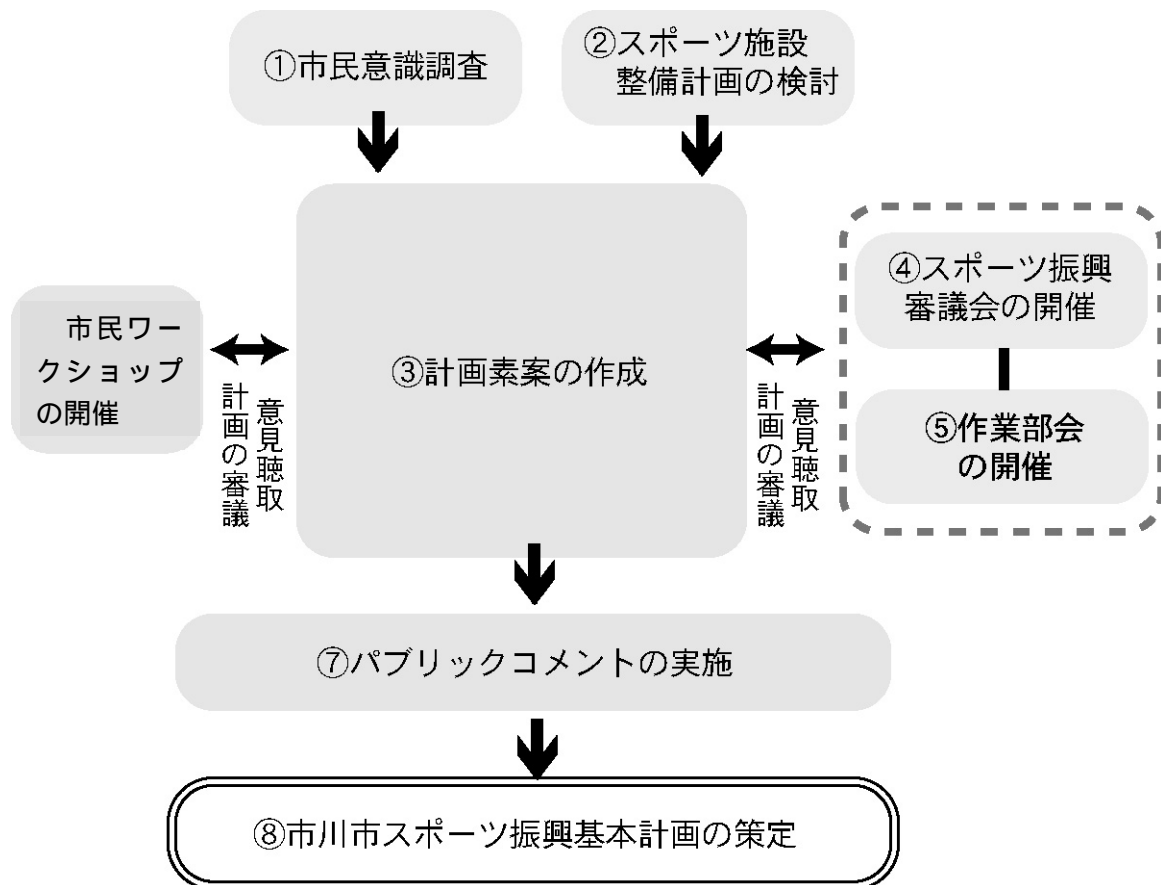 ①市民意識調査
②スポーツ施設
整備計画の検討
市民ワー
クショップ
の開催
意見聴取
計画の審議
③計画素案の作成
意見聴取
計画の審議
④スポーツ振興
審議会の開催
⑤作業部会
の開催
⑦パブリックコメントの実施
⑧市川市スポーツ振興基本計画の策定